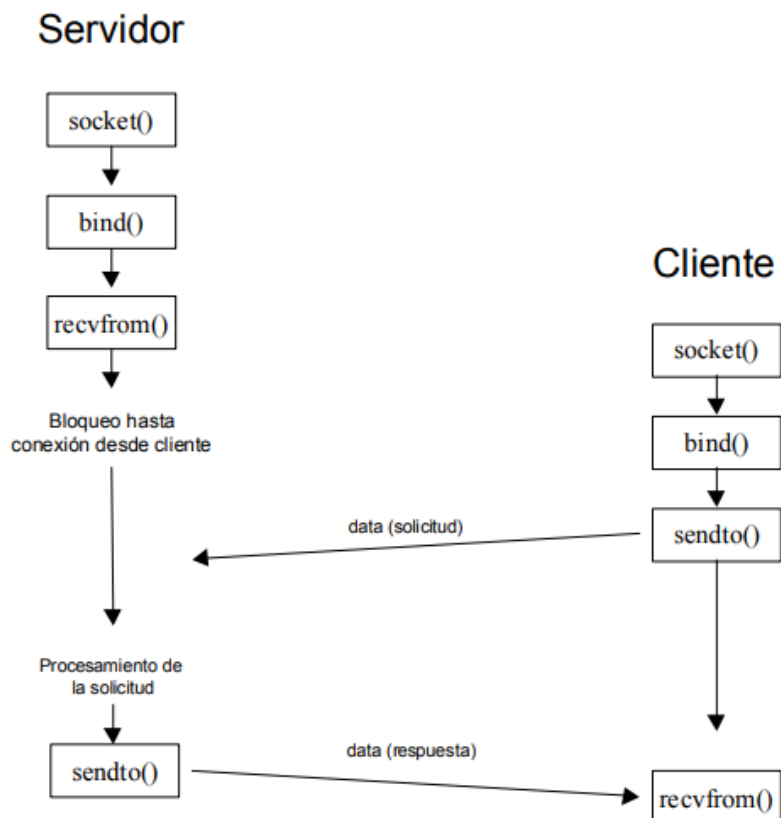 Servidor
socket()
bind()
recvfrom()
Bloqueo hasta
conexión desde cliente
Procesamiento de
la solicitud
sendto()
data (solicitud)
data (respuesta)
Cliente
socket()
bind()
sendto()
recvfrom()